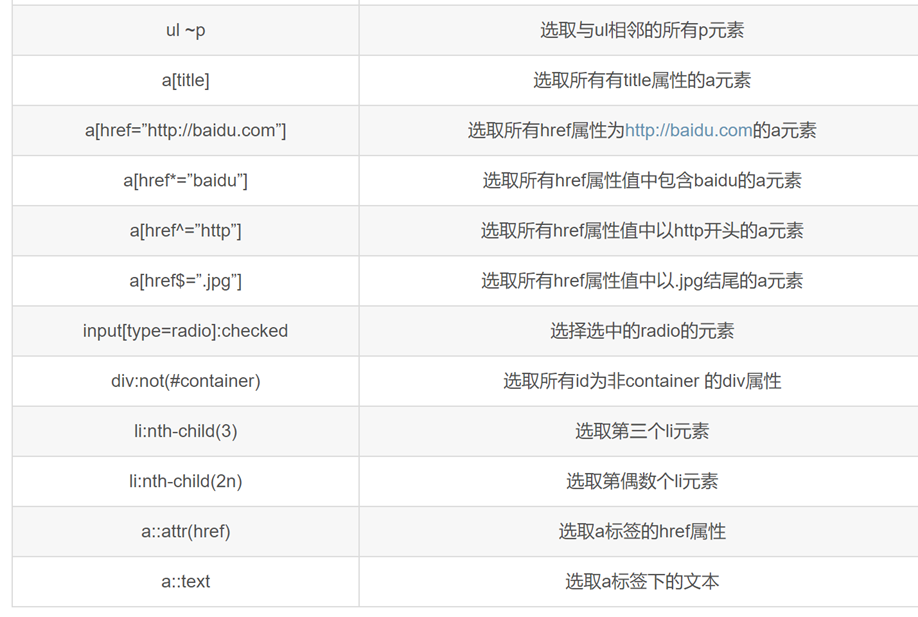 ul ~p 选取与ul相邻的所有p元素
a[title] 选取所有有title属性的a元素
a[href=”http://baidu.com”] 选取所有href属性为http://baidu.com的a元素
a[href*=”baidu”] 选取所有href属性值中包含baidu的a元素
a[href^=”http”] 选取所有href属性值中以http开头的a元素
a[href$=”.jpg”] 选取所有href属性值中以.jpg结尾的a元素
input[type=radio]:checked 选择选中的radio的元素
div:not(#container) 选取所有id为非container 的div属性
li:nth-child(3) 选取第三个li元素
li:nth-child(2n) 选取第偶数个li元素
a::attr(href) 选取a标签的href属性
a::text 选取a标签下的文本